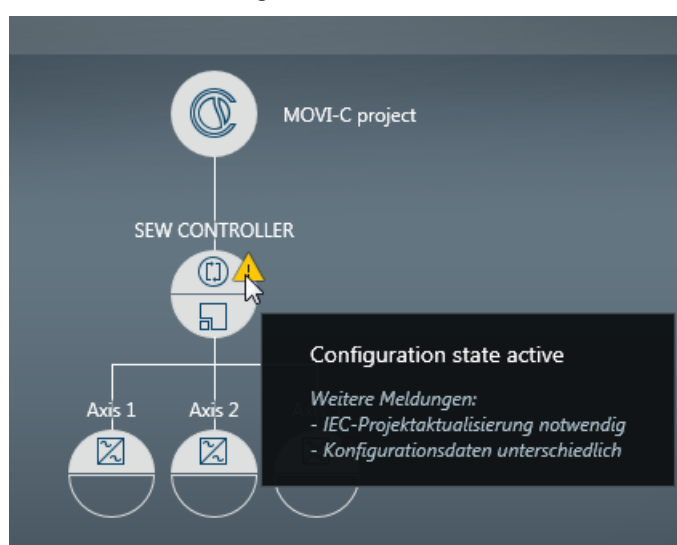 MOVI-C project
SEW CONTROLLER
Configuration state active
Weitere Meldungen:
- IEC-Projektaktualisierung notwendig
- Konfigurationsdaten unterschiedlich
Axis 1
Axis 2